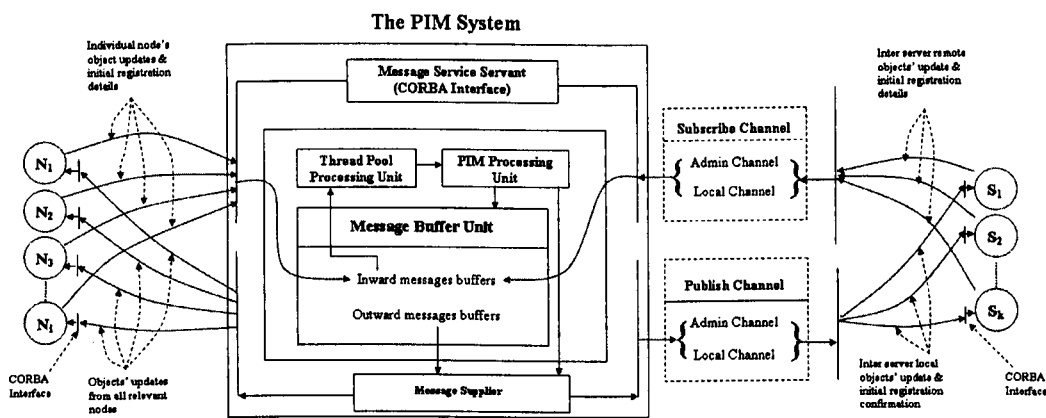 The PIM System
Individual node's
object updates &
initial registration
details
Message Service Servant
(CORBA Interface)
Inter server remote
objects' update &
initial registration
details
Subscribe Channel
Admin Channel
Local Channel
Thread Pool
Processing Unit
PIM Processing
Unit
Message Buffer Unit
Inward messages buffers
Outward messages buffers
Message Supplier
Publish Channel
Admin Channel
Local Channel
N1
N2
N3
Ni
S1
S2
Sk
CORBA
Interface
Objects' updates
from all relevant
nodes
Inter server local
objects' update &
initial registration
confirmation
CORBA
Interface